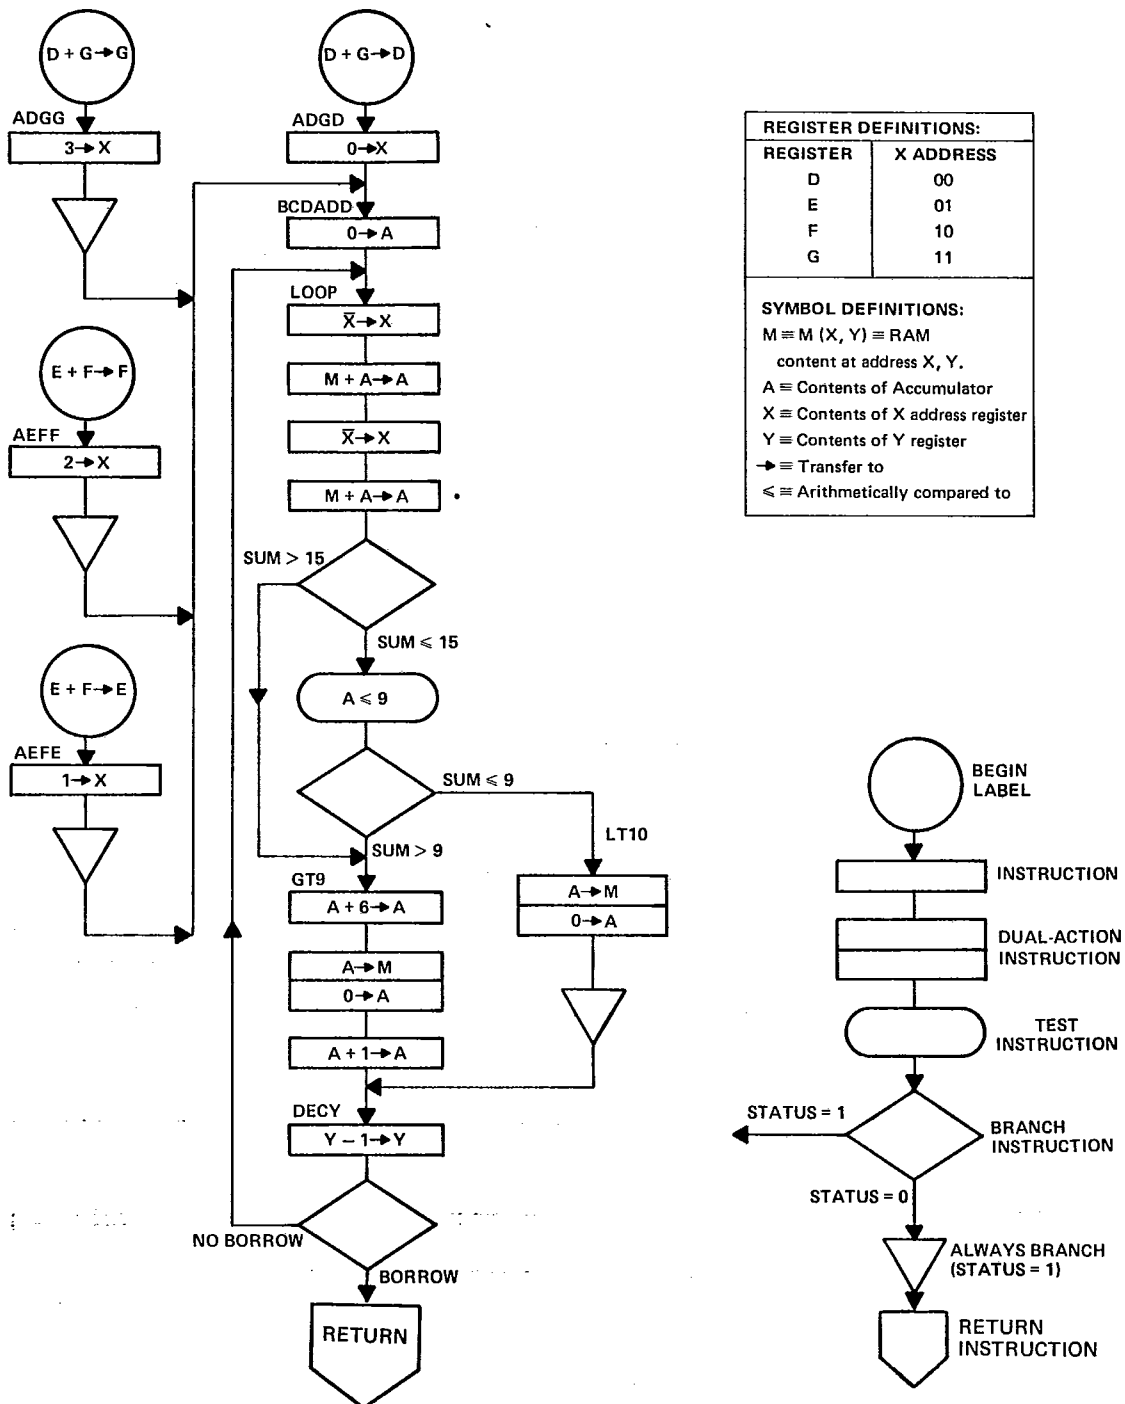 D + G → G
ADGG
3 → X
E + F → F
AEFF
2 → X
E + F → E
AEFE
1 → X
D + G → D
ADGD
0 → X
BCDADD
0 → A
LOOP
X̅ → X
M + A → A
X̅ → X
M + A → A
SUM > 15
SUM ⩽ 15
A ⩽ 9
SUM ⩽ 9
SUM > 9
LT10
A → M
0 → A
GT9
A + 6 → A
A → M
0 → A
A + 1 → A
DECY
Y − 1 → Y
NO BORROW
BORROW
RETURN
REGISTER DEFINITIONS:
REGISTER X ADDRESS
D 00
E 01
F 10
G 11
SYMBOL DEFINITIONS:
M ≡ M (X, Y) ≡ RAM
content at address X, Y.
A ≡ Contents of Accumulator
X ≡ Contents of X address register
Y ≡ Contents of Y register
→ ≡ Transfer to
⩽ ≡ Arithmetically compared to
BEGIN
LABEL
INSTRUCTION
DUAL-ACTION
INSTRUCTION
TEST
INSTRUCTION
STATUS = 1
BRANCH
INSTRUCTION
STATUS = 0
ALWAYS BRANCH
(STATUS = 1)
RETURN
INSTRUCTION